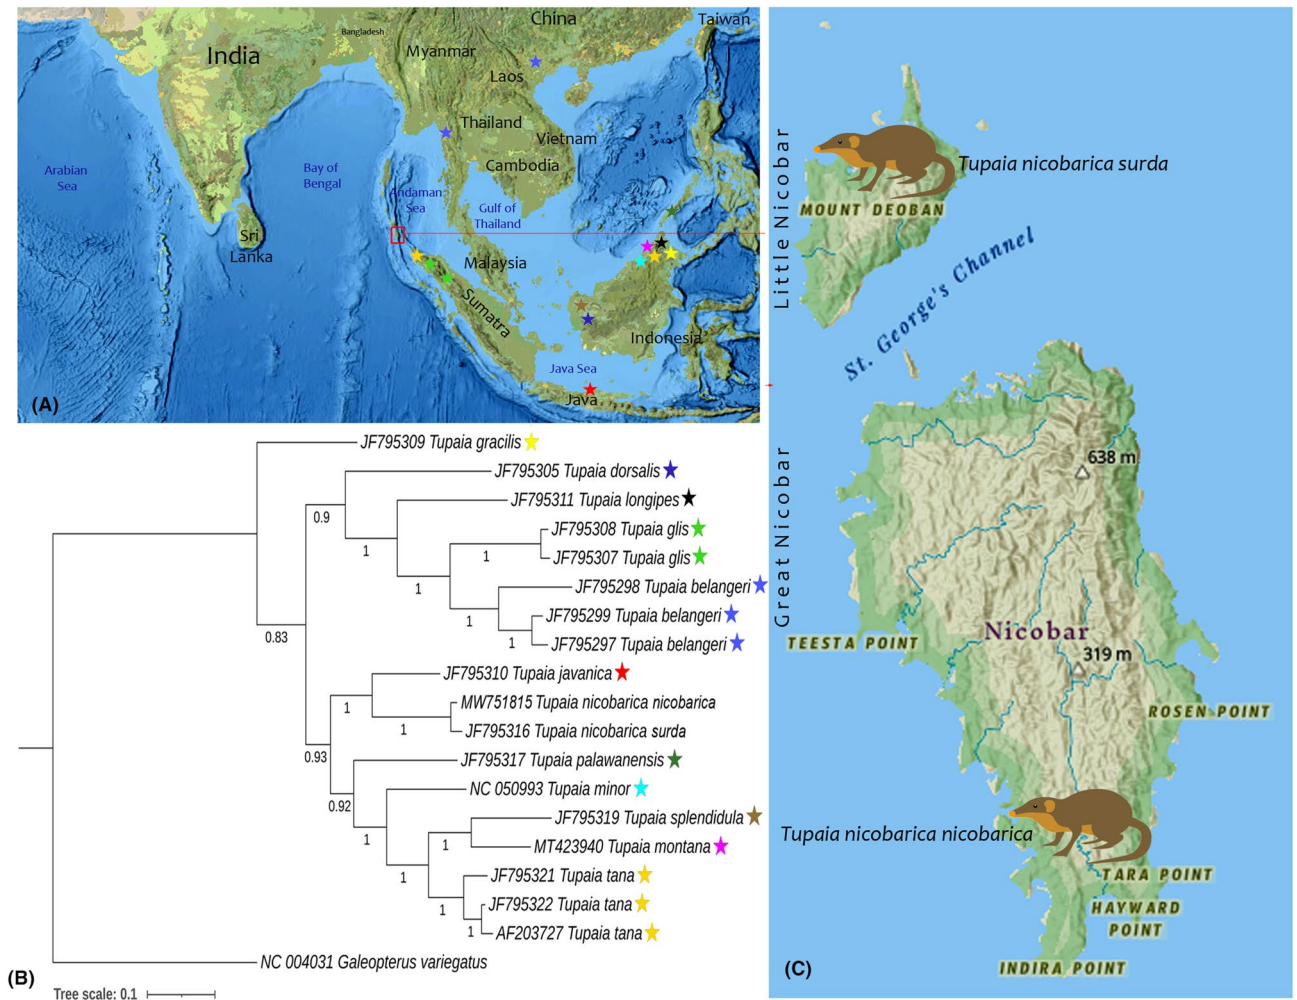 China
Taiwan
Bangladesh
India
Myanmar
Laos
Thailand
Vietnam
Arabian
Sea
Bay of
Bengal
Cambodia
Andaman
Sea
Gulf of
Thailand
Sri
Lanka
Malaysia
Sumatra
Indonesia
Java Sea
Java
(A)
JF795309 Tupaia gracilis
JF795305 Tupaia dorsalis
JF795311 Tupaia longipes
0.9
JF795308 Tupaia glis
1
1
JF795307 Tupaia glis
1
JF795298 Tupaia belangeri
JF795299 Tupaia belangeri
1
1
JF795297 Tupaia belangeri
0.83
JF795310 Tupaia javanica
MW751815 Tupaia nicobarica nicobarica
1
1
JF795316 Tupaia nicobarica surda
0.93
JF795317 Tupaia palawanensis
NC 050993 Tupaia minor
0.92
JF795319 Tupaia splendidula
1
1
MT423940 Tupaia montana
JF795321 Tupaia tana
1
JF795322 Tupaia tana
1
1
AF203727 Tupaia tana
NC 004031 Galeopterus variegatus
(B)
Tree scale: 0.1
Little Nicobar
Tupaia nicobarica surda
MOUNT DEOBAN
St. George's Channel
Great Nicobar
638 m
Nicobar
TEESTA POINT
319 m
ROSEN POINT
Tupaia nicobarica nicobarica
TARA POINT
HAYWARD
POINT
INDIRA POINT
(C)